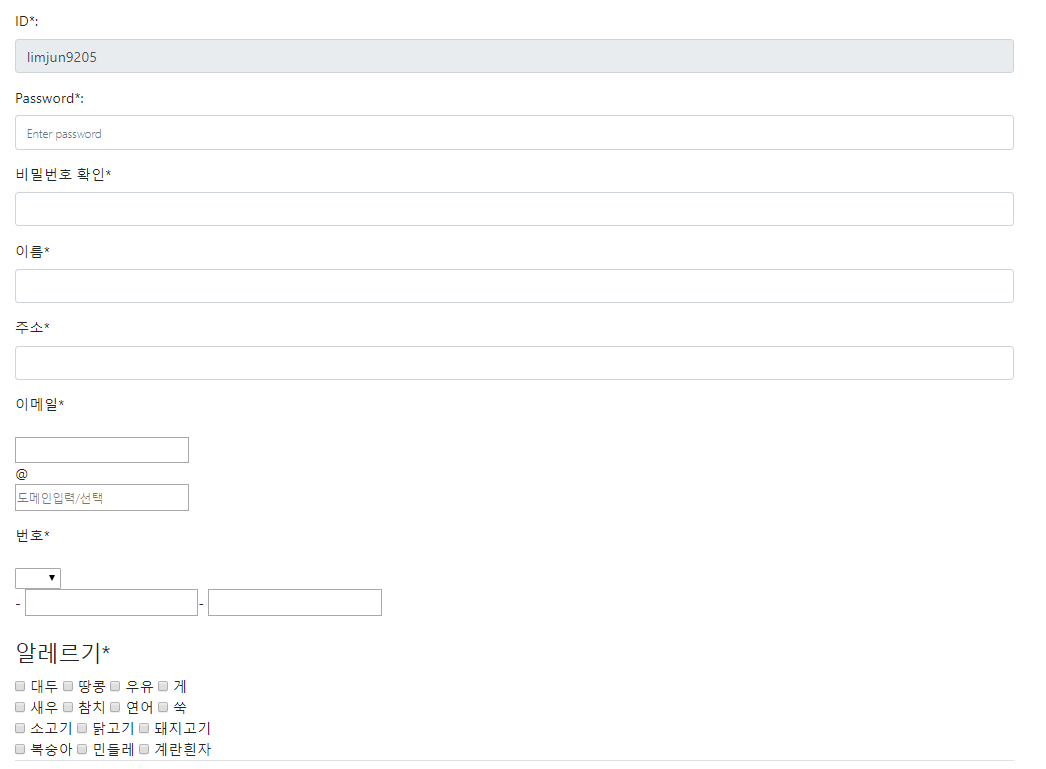 ID*:
limjun9205
Password*:
Enter password
비밀번호 확인*
이름*
주소*
이메일*
@
도메인입력/선택
번호*
- -
알레르기*
대두 땅콩 우유 게
새우 참치 연어 쑥
소고기 닭고기 돼지고기
복숭아 민들레 계란흰자